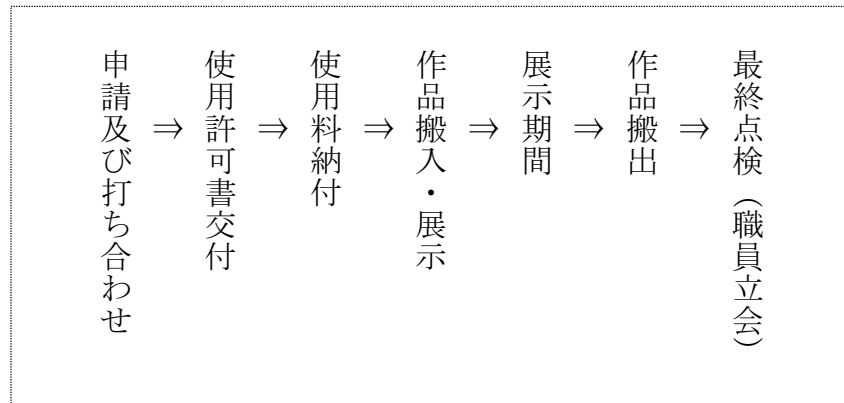 申請及び打ち合わせ
⇒
使用許可書交付
⇒
使用料納付
⇒
作品搬入・展示
⇒
展示期間
⇒
作品搬出
⇒
最終点検（職員立会）